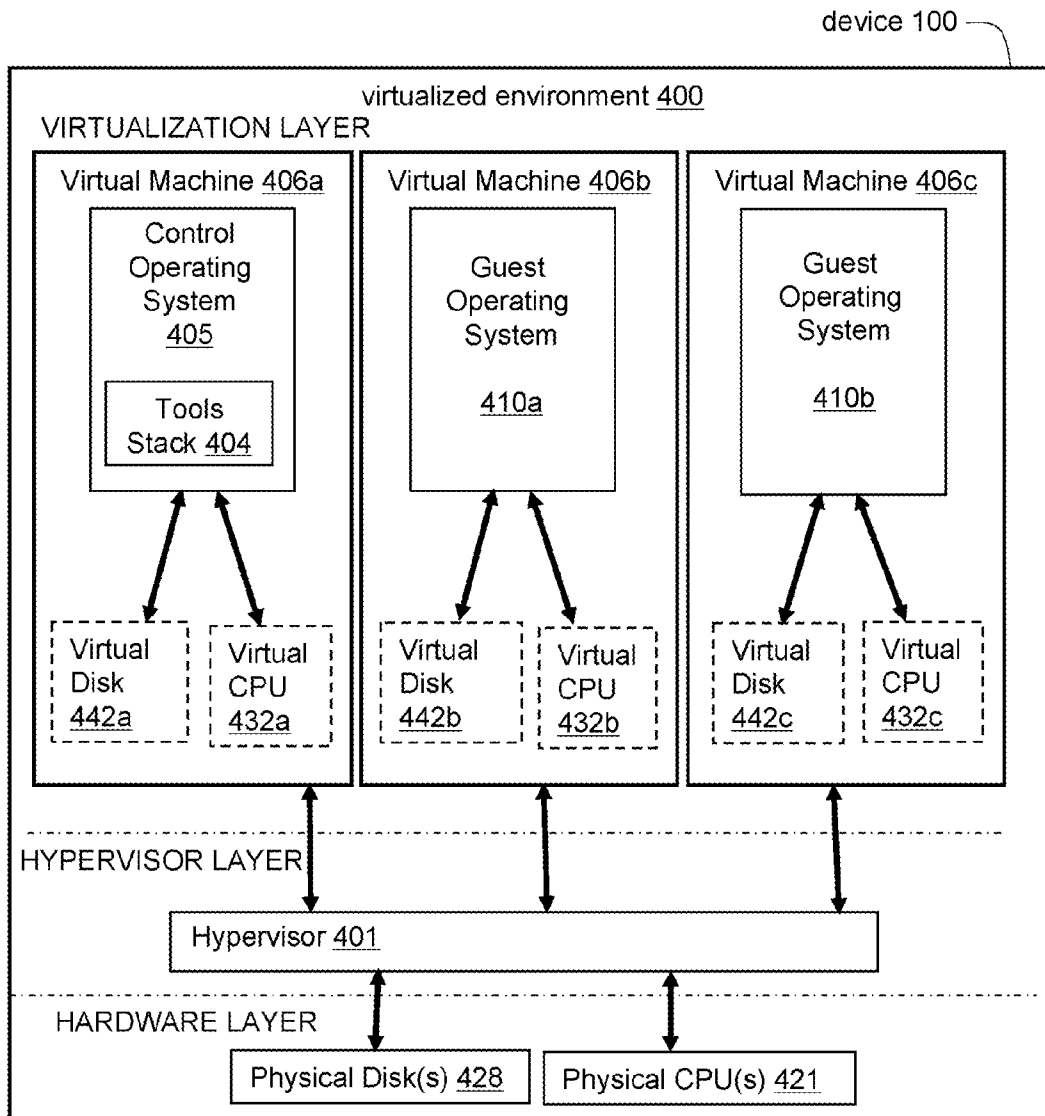 device 100
virtualized environment 400
VIRTUALIZATION LAYER
Virtual Machine 406a
Control
Operating
System
405
Tools
Stack 404
Virtual
Disk
442a
Virtual
CPU
432a
Virtual Machine 406b
Guest
Operating
System
410a
Virtual
Disk
442b
Virtual
CPU
432b
Virtual Machine 406c
Guest
Operating
System
410b
Virtual
Disk
442c
Virtual
CPU
432c
HYPERVISOR LAYER
Hypervisor 401
HARDWARE LAYER
Physical Disk(s) 428
Physical CPU(s) 421